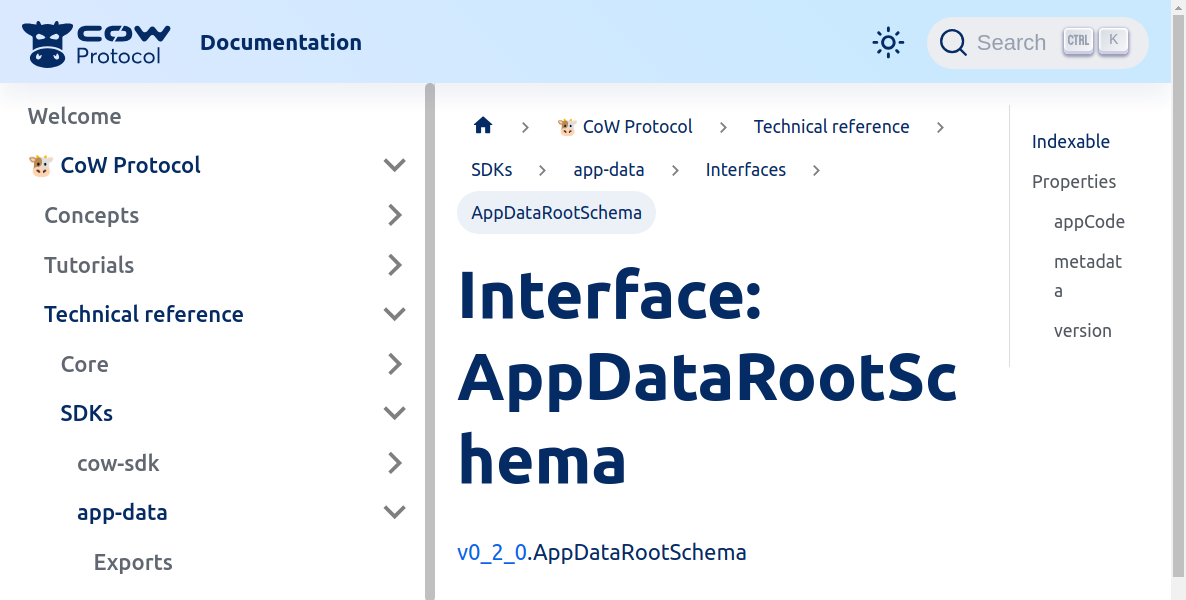 COW
Protocol
Documentation
Search CTRL K
Welcome
🐮 CoW Protocol
Concepts
Tutorials
Technical reference
Core
SDKs
cow-sdk
app-data
Exports
🐮 CoW Protocol
Technical reference
SDKs
app-data
Interfaces
AppDataRootSchema
Interface:
AppDataRootSc
hema
v0_2_0.AppDataRootSchema
Indexable
Properties
appCode
metadat
a
version